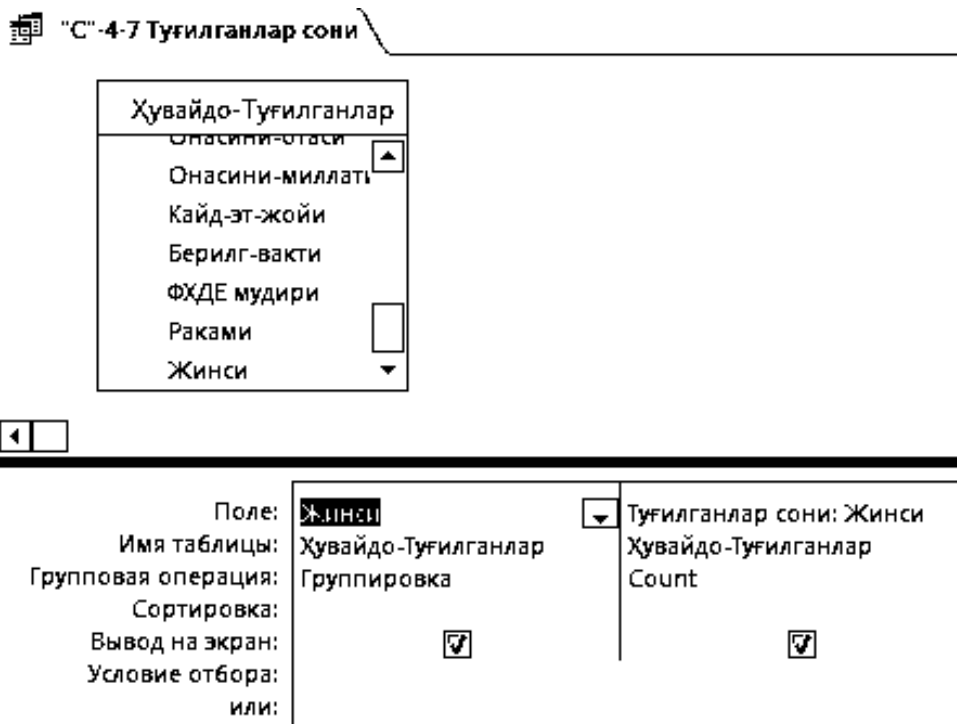 "С"-4-7 Туғилганлар сони
Ҳувайдо-Туғилганлар
Онасини-отаси
Онасини-миллати
Кайд-эт-жойи
Берилг-вакти
ФХДЕ мудири
Раками
Жинси
Поле: Жинси Туғилганлар сони: Жинси
Имя таблицы: Ҳувайдо-Туғилганлар Ҳувайдо-Туғилганлар
Групповая операция: Группировка Count
Сортировка:
Вывод на экран:
Условие отбора:
или: